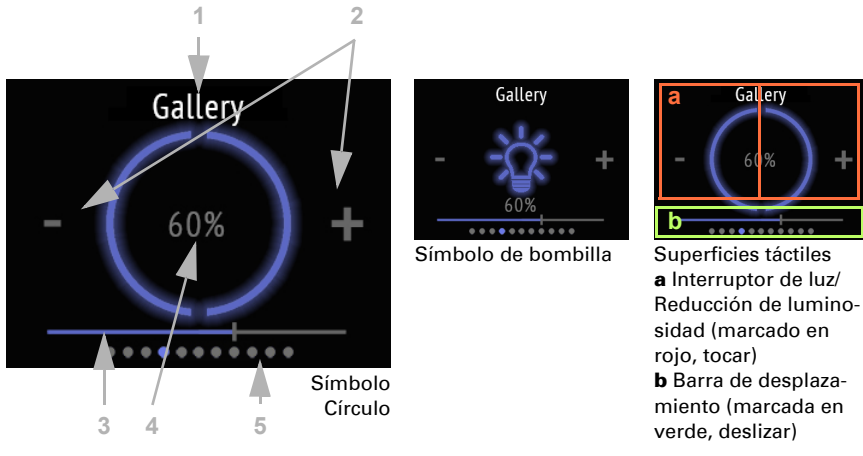 1
2
Gallery
-
+
60%
3
4
5
Símbolo
Círculo
Gallery
-
+
60%
Símbolo de bombilla
a
Gallery
-
+
60%
b
Superficies táctiles
a Interruptor de luz/
Reducción de lumino-
sidad (marcado en
rojo, tocar)
b Barra de desplaza-
miento (marcada en
verde, deslizar)